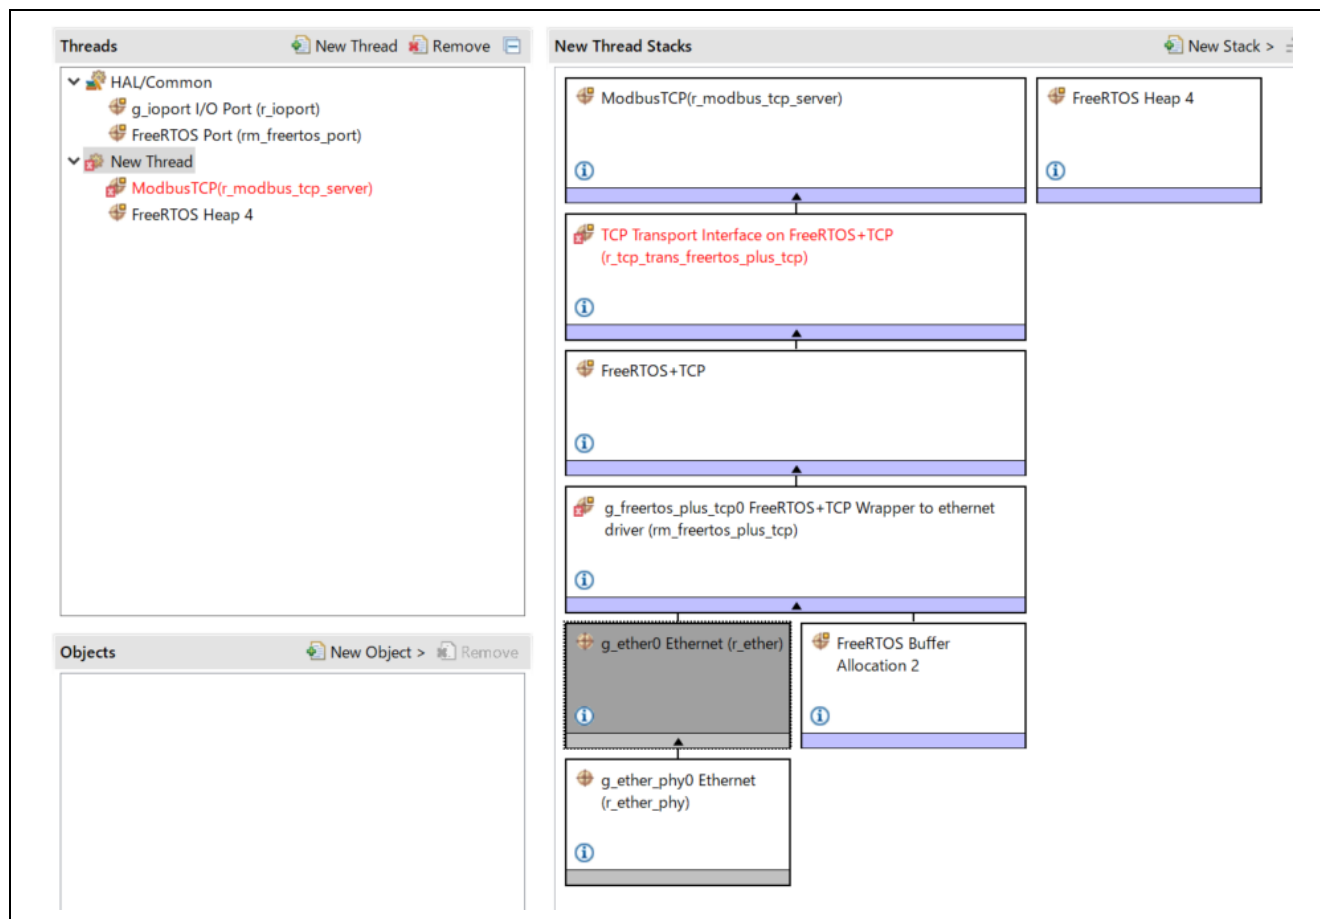 Threads
New Thread
Remove
HAL/Common
g_ioport I/O Port (r_ioport)
FreeRTOS Port (rm_freertos_port)
New Thread
ModbusTCP(r_modbus_tcp_server)
FreeRTOS Heap 4
Objects
New Object >
Remove
New Thread Stacks
New Stack >
ModbusTCP(r_modbus_tcp_server)
FreeRTOS Heap 4
TCP Transport Interface on FreeRTOS+TCP
(r_tcp_trans_freertos_plus_tcp)
FreeRTOS+TCP
g_freertos_plus_tcp0 FreeRTOS+TCP Wrapper to ethernet
driver (rm_freertos_plus_tcp)
g_ether0 Ethernet (r_ether)
FreeRTOS Buffer
Allocation 2
g_ether_phy0 Ethernet
(r_ether_phy)